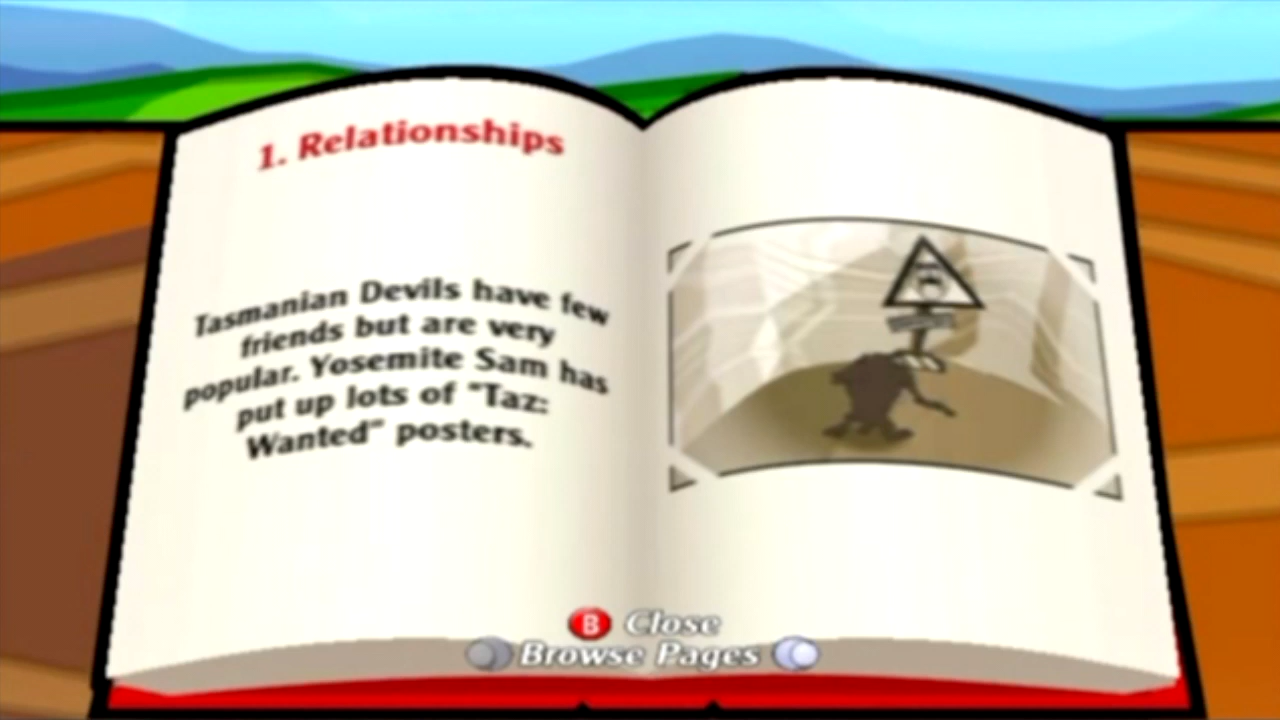 1. Relationships
Tasmanian Devils have few
friends but are very
popular. Yosemite Sam has
put up lots of "Taz:
Wanted" posters.
B Close
Browse Pages